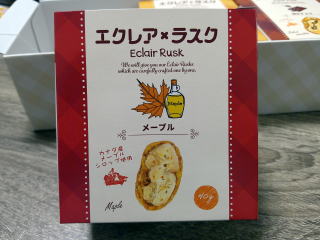 エクレア×ラスク
Eclair Rusk
We will give you our Eclair Rusks
which are carefully crafted one by one.
Maple
メープル
カナダ産
メープル
シロップ使用
40g
Maple